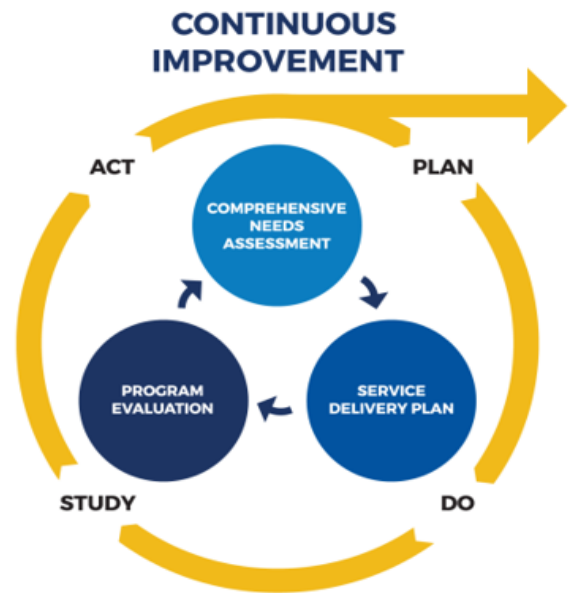 CONTINUOUS
IMPROVEMENT
ACT
PLAN
COMPREHENSIVE
NEEDS
ASSESSMENT
PROGRAM
EVALUATION
SERVICE
DELIVERY PLAN
STUDY
DO